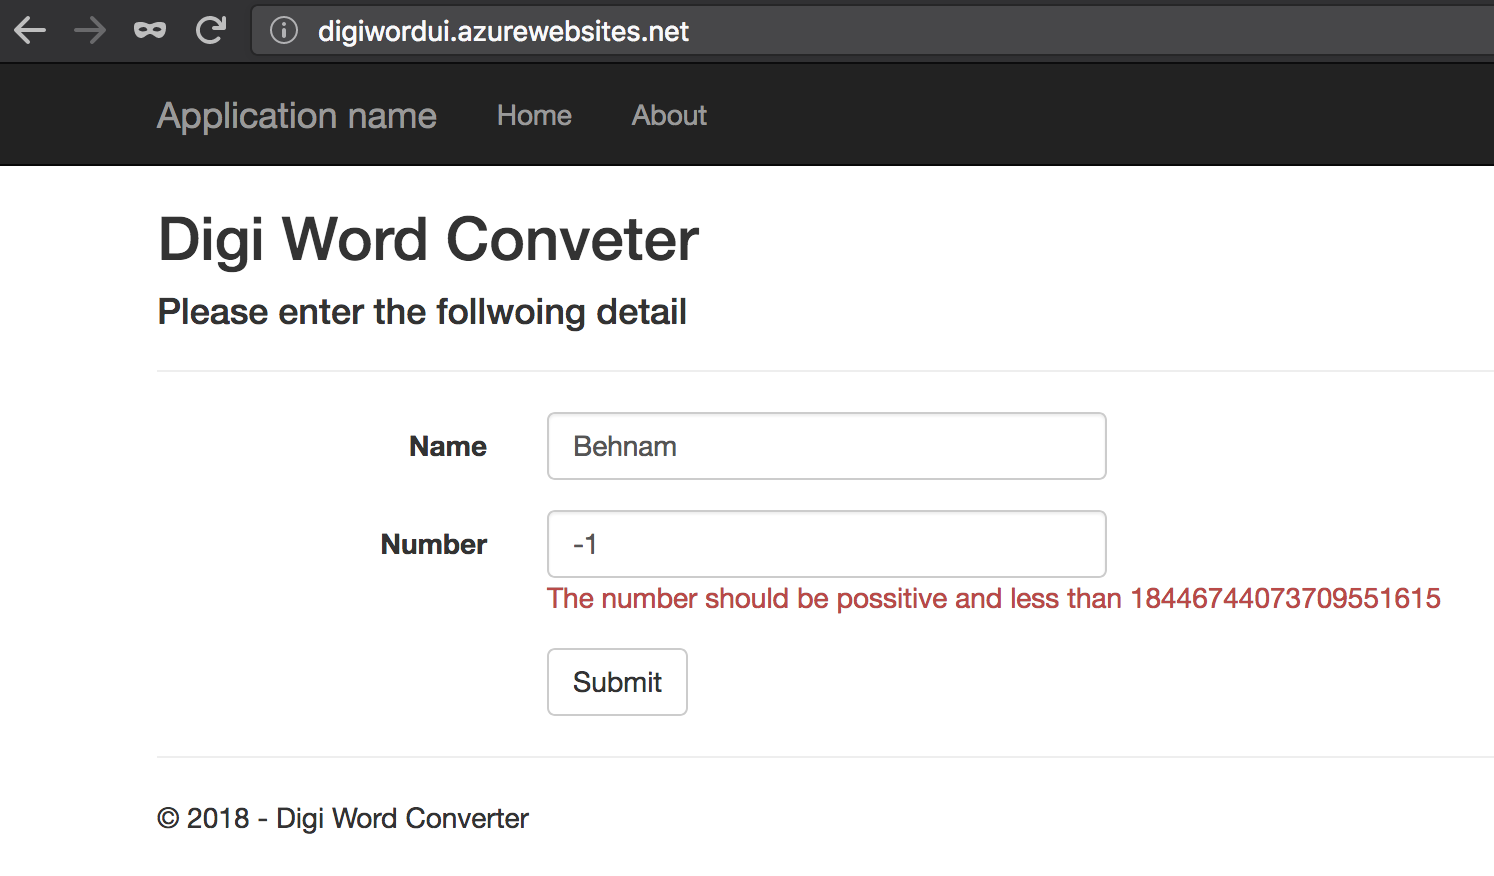 digiwordui.azurewebsites.net
Application name Home About
Digi Word Conveter
Please enter the follwoing detail
Name Behnam
Number -1
The number should be possitive and less than 18446744073709551615
Submit
© 2018 - Digi Word Converter